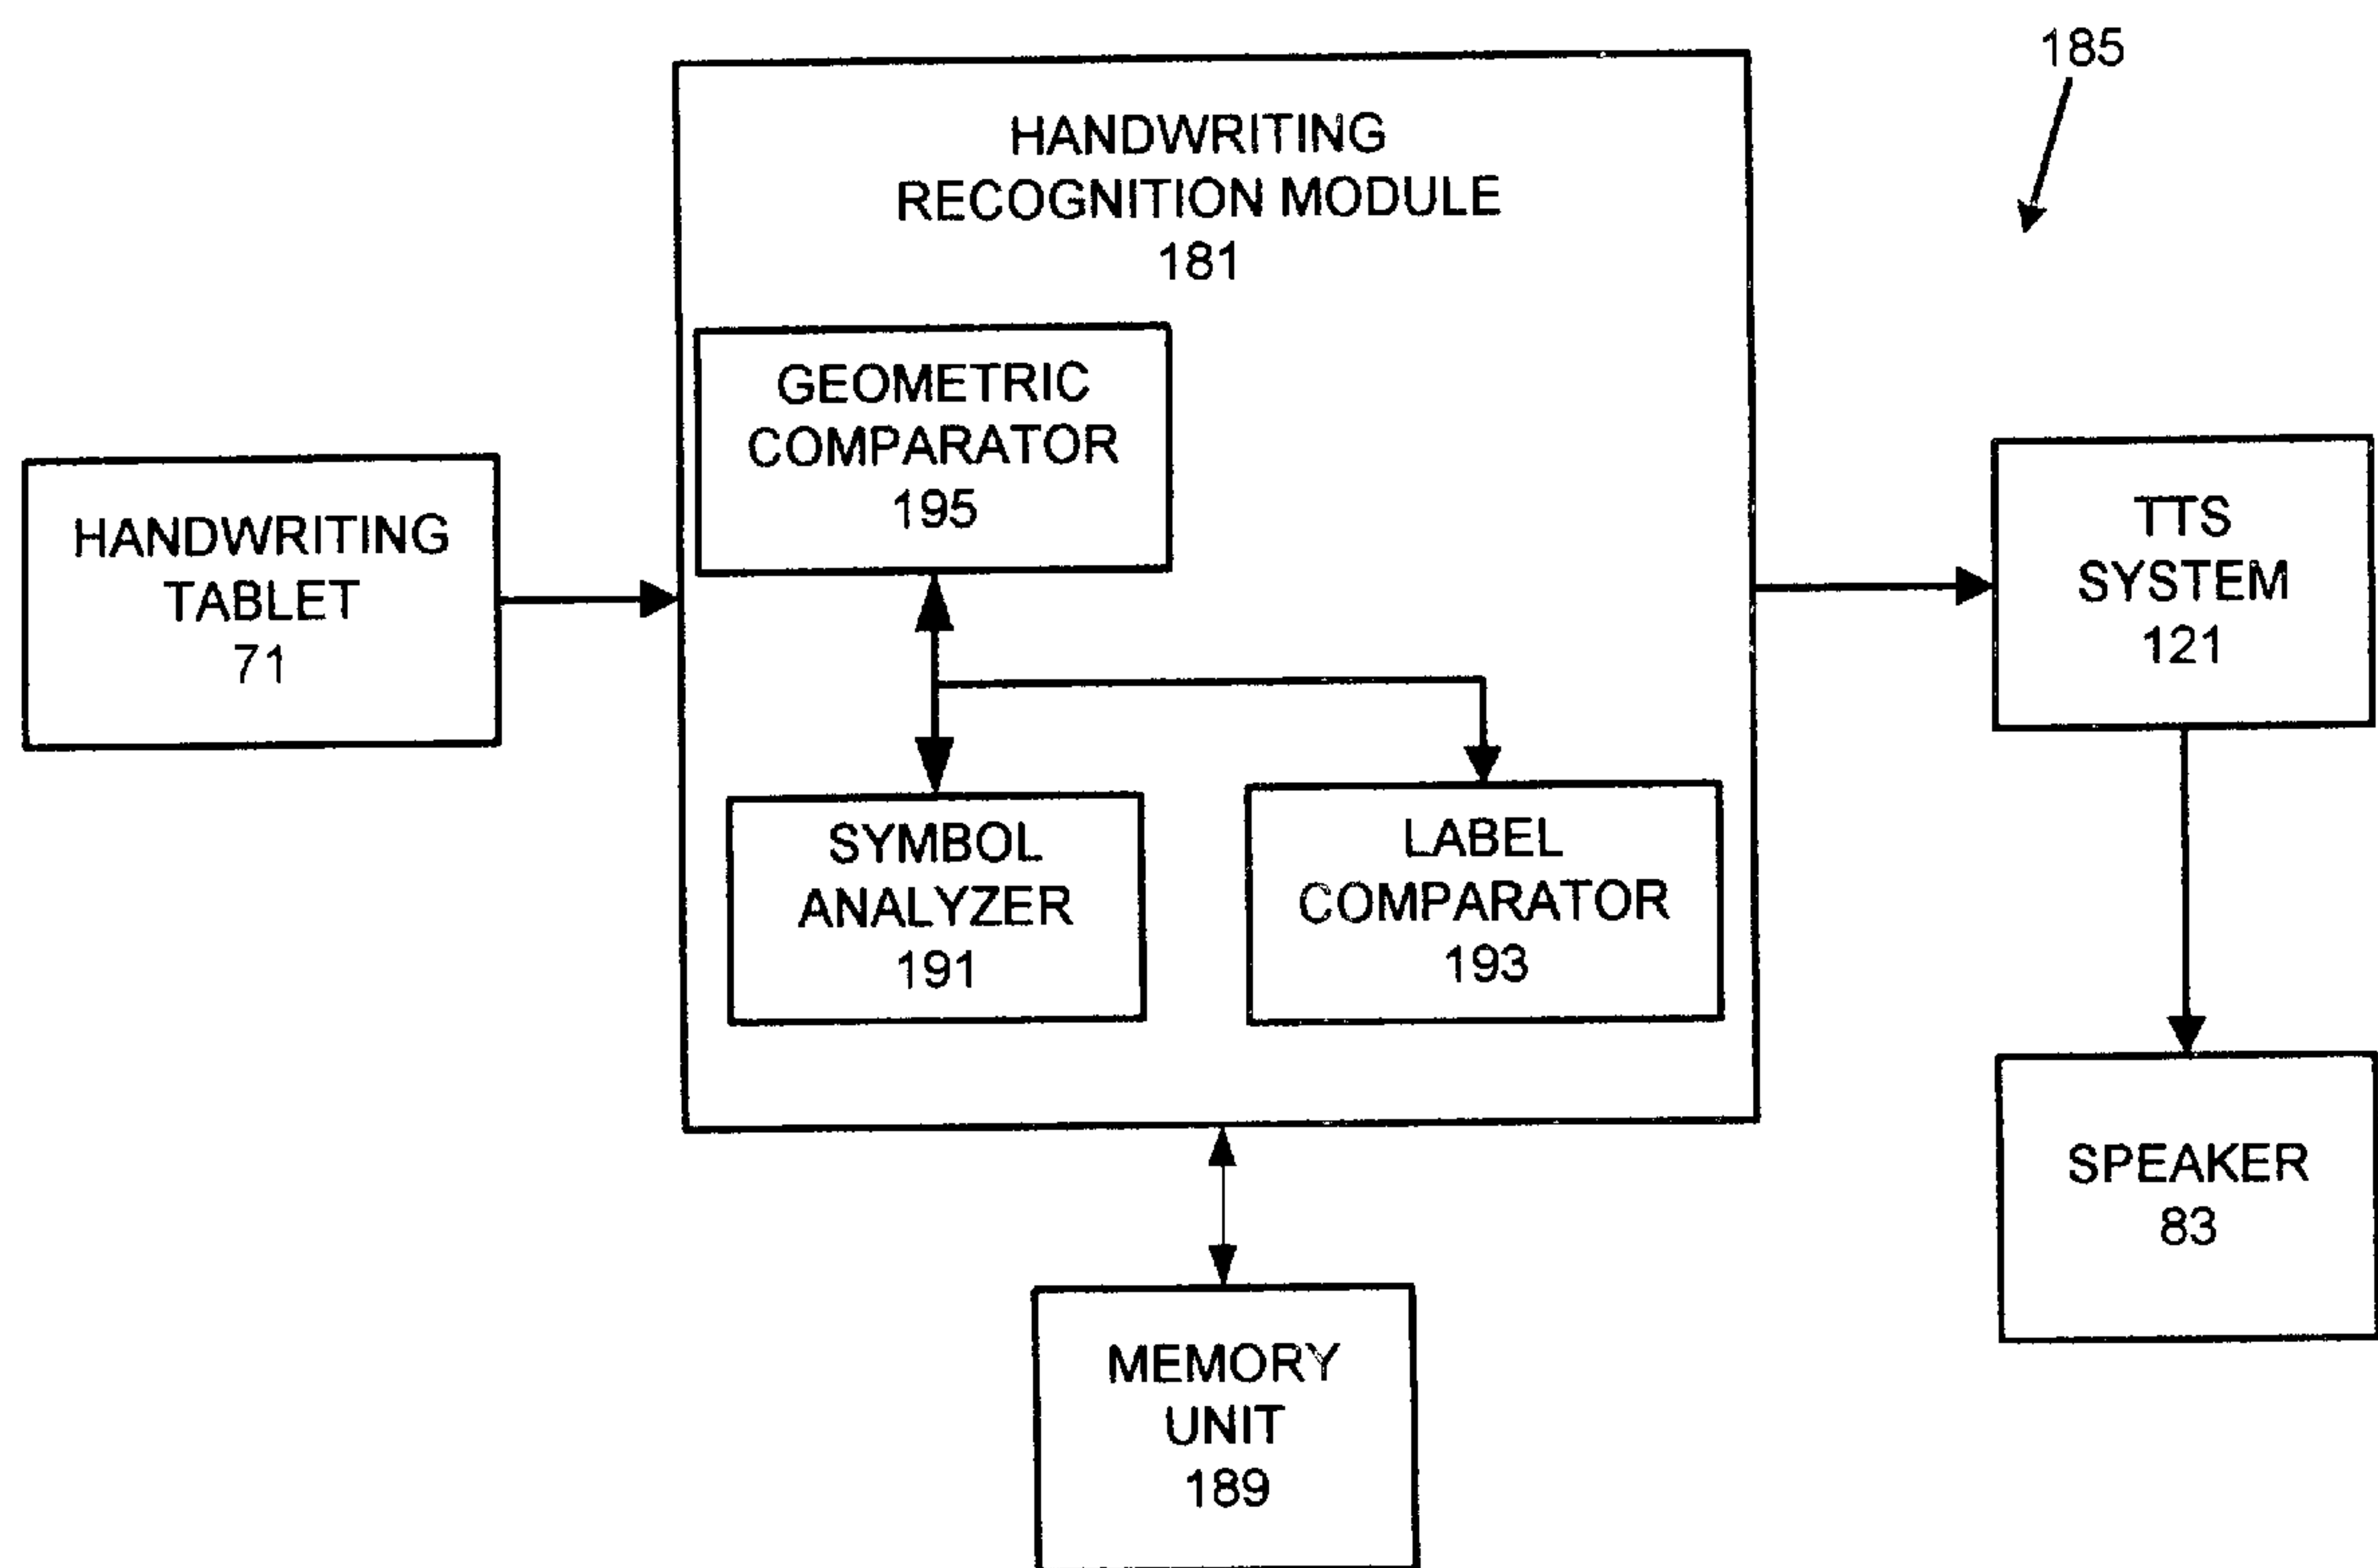 185
HANDWRITING
RECOGNITION MODULE
181
GEOMETRIC
COMPARATOR
195
HANDWRITING
TABLET
71
TTS
SYSTEM
121
SYMBOL
ANALYZER
191
LABEL
COMPARATOR
193
SPEAKER
83
MEMORY
UNIT
189